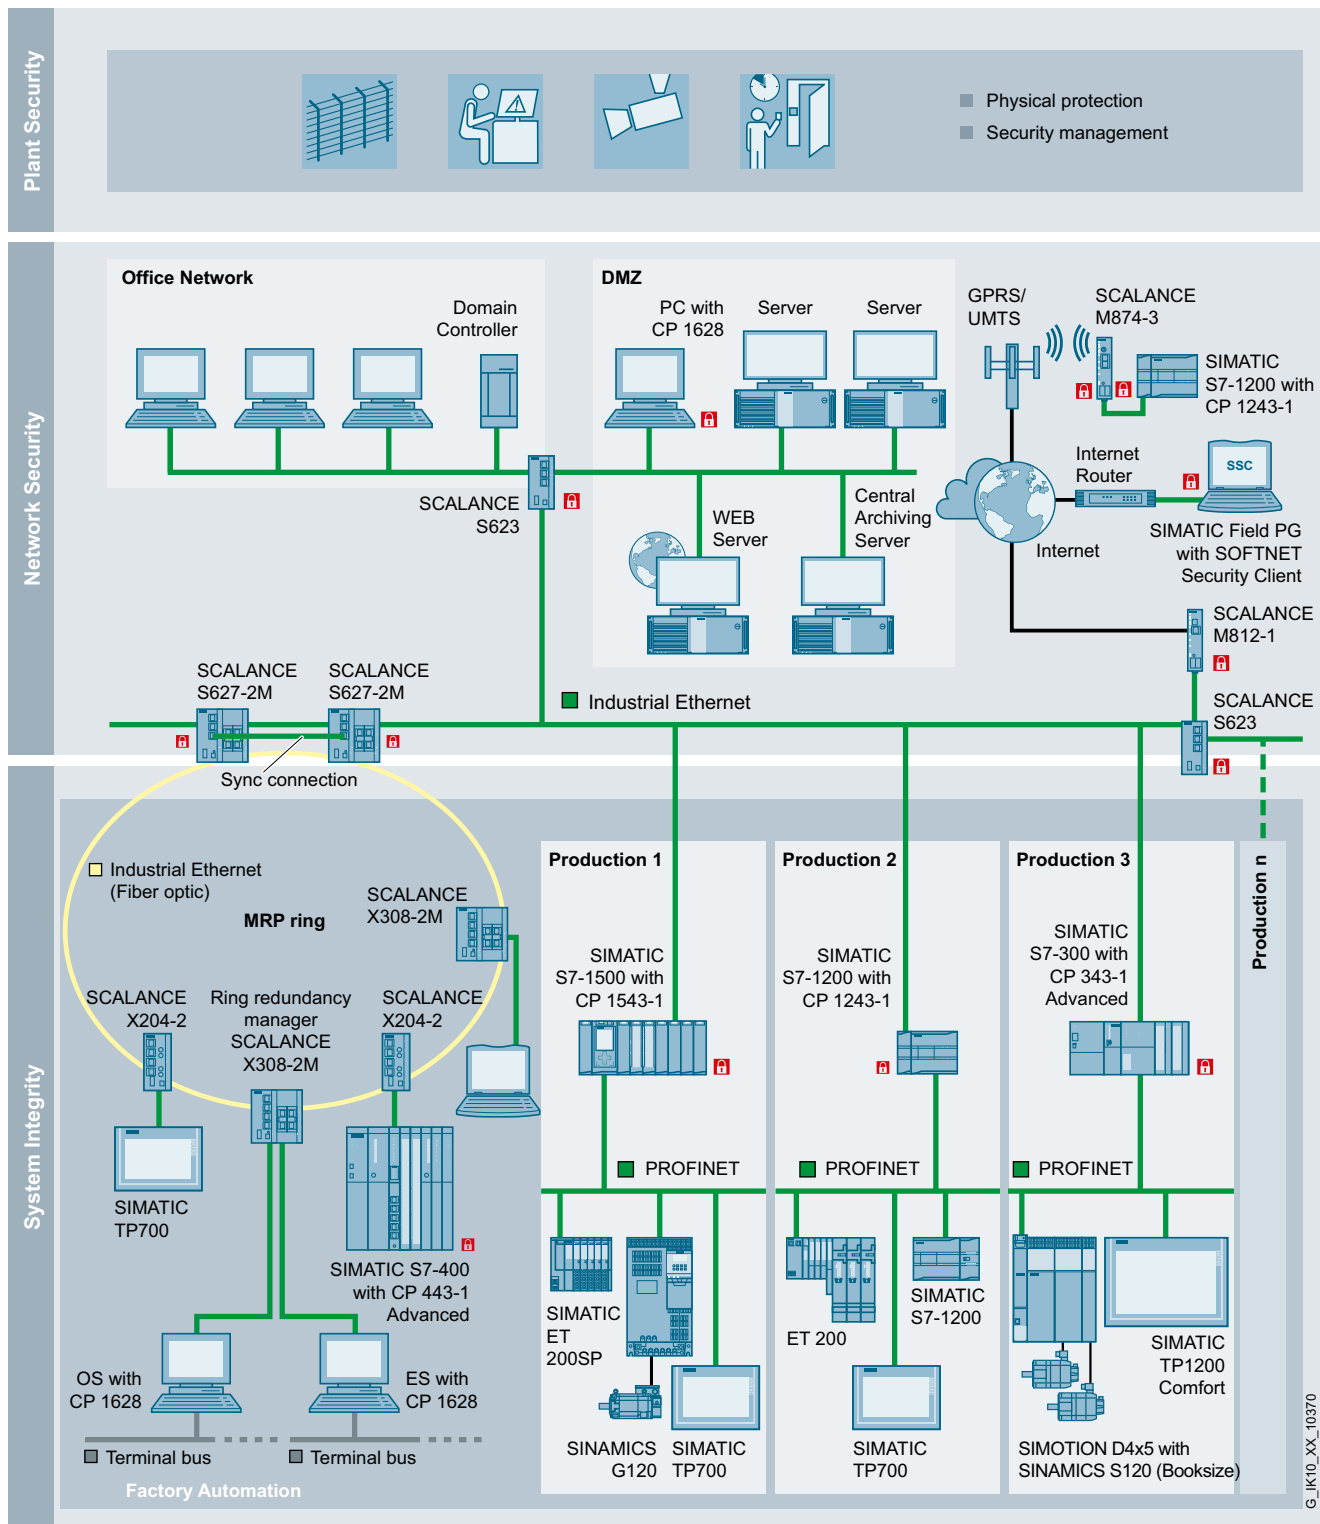 Plant Security
Physical protection
Security management
Network Security
Office Network
Domain
Controller
SCALANCE
S623
DMZ
PC with
CP 1628
Server
Server
WEB
Server
Central
Archiving
Server
GPRS/
UMTS
SCALANCE
M874-3
SIMATIC
S7-1200 with
CP 1243-1
Internet
Router
SSC
Internet
SIMATIC Field PG
with SOFTNET
Security Client
SCALANCE
M812-1
SCALANCE
S623
SCALANCE
S627-2M
SCALANCE
S627-2M
Industrial Ethernet
Sync connection
System Integrity
Industrial Ethernet
(Fiber optic)
MRP ring
SCALANCE
X308-2M
SCALANCE
X204-2
Ring redundancy
manager
SCALANCE
X308-2M
SCALANCE
X204-2
SIMATIC
TP700
SIMATIC S7-400
with CP 443-1
Advanced
OS with
CP 1628
ES with
CP 1628
Terminal bus
Terminal bus
Factory Automation
Production 1
SIMATIC
S7-1500 with
CP 1543-1
PROFINET
SIMATIC
ET
200SP
SINAMICS
G120
SIMATIC
TP700
Production 2
SIMATIC
S7-1200 with
CP 1243-1
PROFINET
ET 200
SIMATIC
S7-1200
SIMATIC
TP700
Production 3
SIMATIC
S7-300 with
CP 343-1
Advanced
PROFINET
SIMATIC
TP1200
Comfort
SIMOTION D4x5 with
SINAMICS S120 (Booksize)
Production n
G_IK10_XX_10370